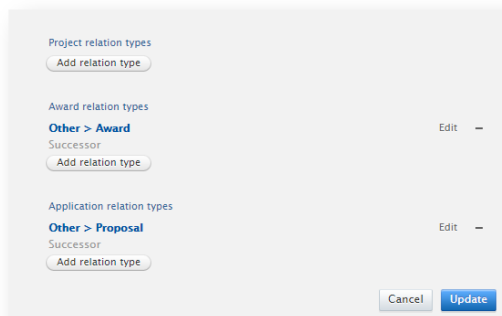 Project relation types
Add relation type
Award relation types
Other > Award
Edit –
Successor
Add relation type
Application relation types
Other > Proposal
Edit –
Successor
Add relation type
Cancel Update